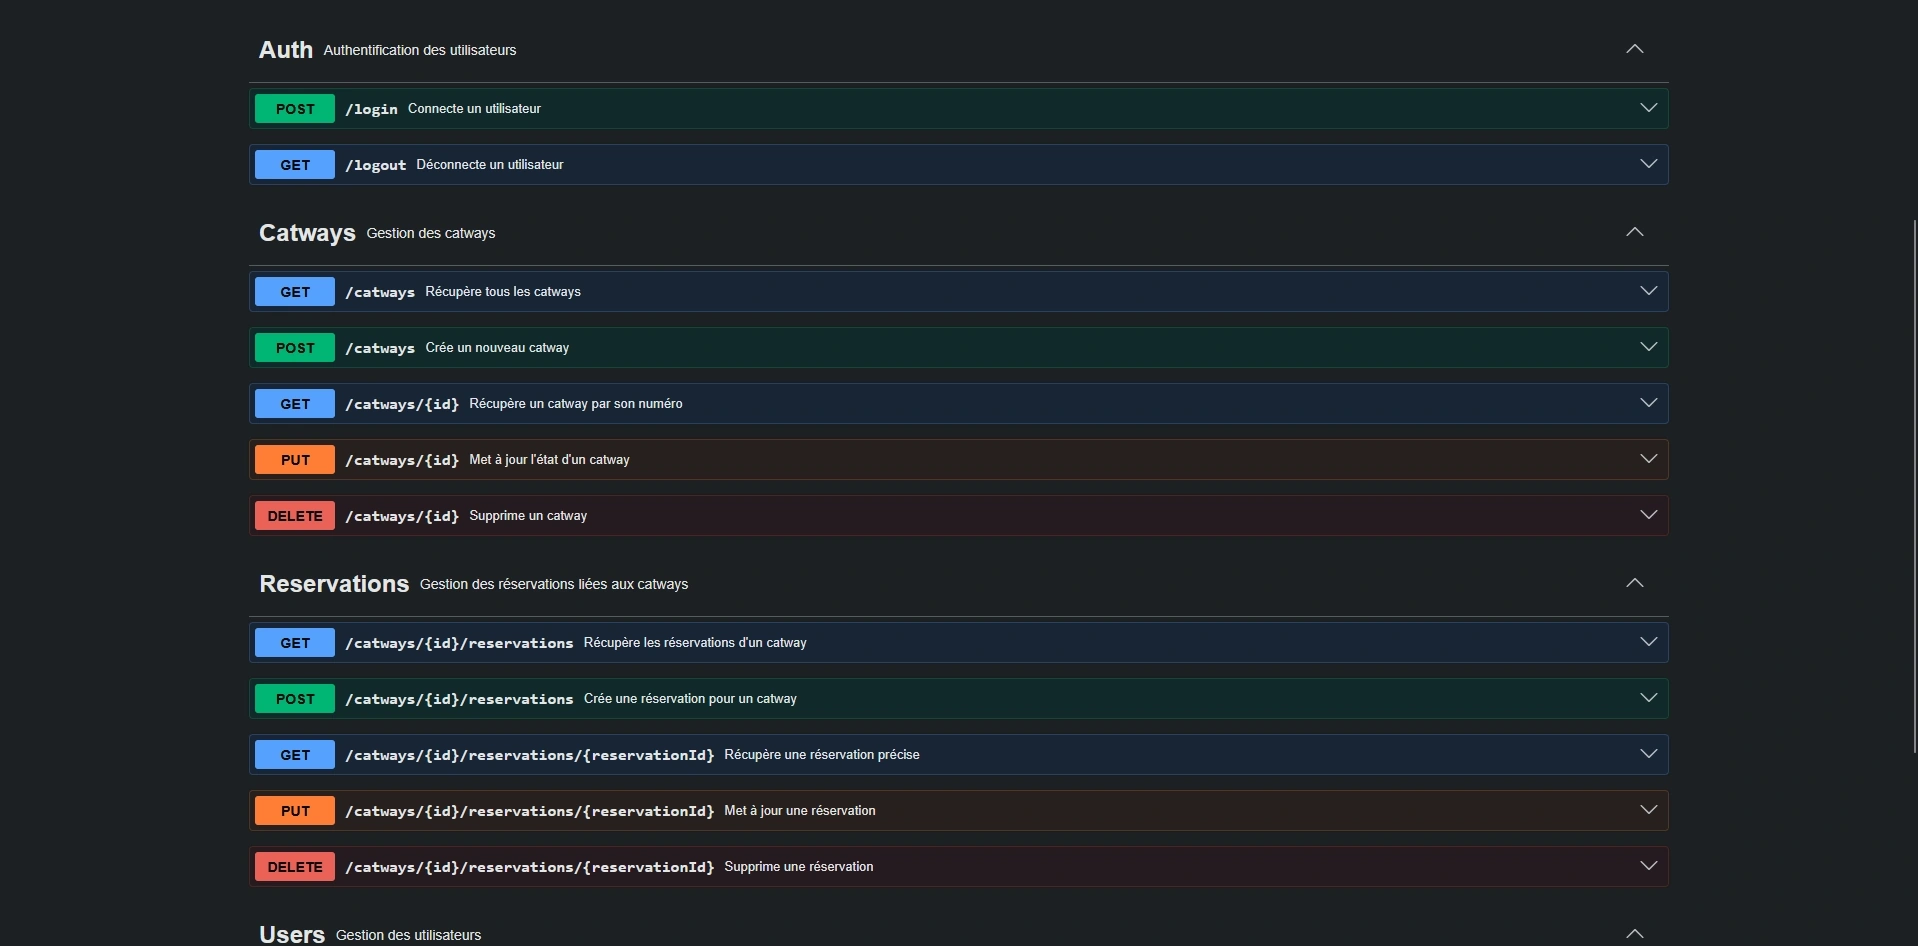 Auth Authentification des utilisateurs
POST /login Connecte un utilisateur
GET /logout Déconnecte un utilisateur
Catways Gestion des catways
GET /catways Récupère tous les catways
POST /catways Crée un nouveau catway
GET /catways/{id} Récupère un catway par son numéro
PUT /catways/{id} Met à jour l'état d'un catway
DELETE /catways/{id} Supprime un catway
Reservations Gestion des réservations liées aux catways
GET /catways/{id}/reservations Récupère les réservations d'un catway
POST /catways/{id}/reservations Crée une réservation pour un catway
GET /catways/{id}/reservations/{reservationId} Récupère une réservation précise
PUT /catways/{id}/reservations/{reservationId} Met à jour une réservation
DELETE /catways/{id}/reservations/{reservationId} Supprime une réservation
Users Gestion des utilisateurs